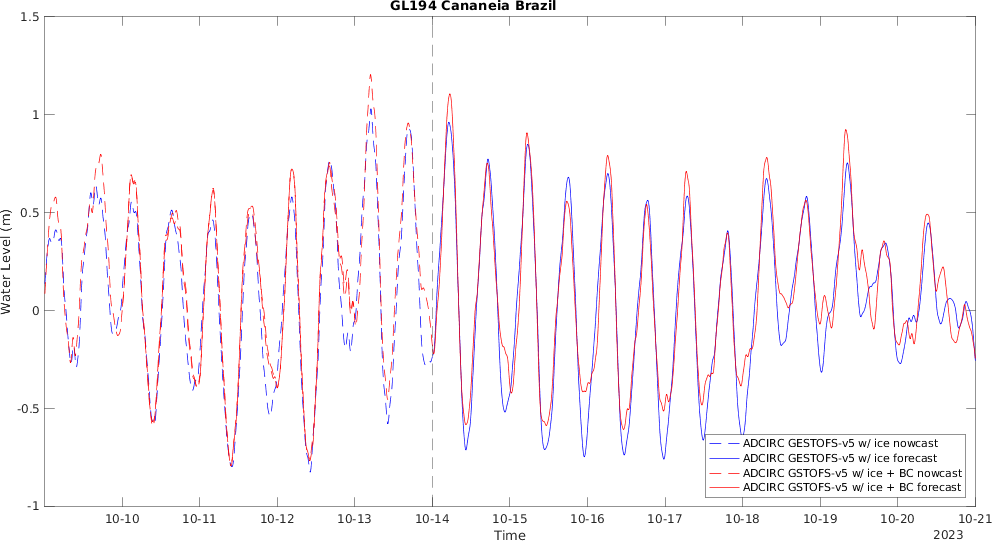 GL194 Cananeia Brazil
1.5
1
0.5
0
-0.5
-1
Water Level (m)
10-10 10-11 10-12 10-13 10-14 10-15 10-16 10-17 10-18 10-19 10-20 10-21
Time
2023
ADCIRC GESTOFS-v5 w/ ice nowcast
ADCIRC GESTOFS-v5 w/ ice forecast
ADCIRC GSTOFS-v5 w/ ice + BC nowcast
ADCIRC GSTOFS-v5 w/ ice + BC forecast